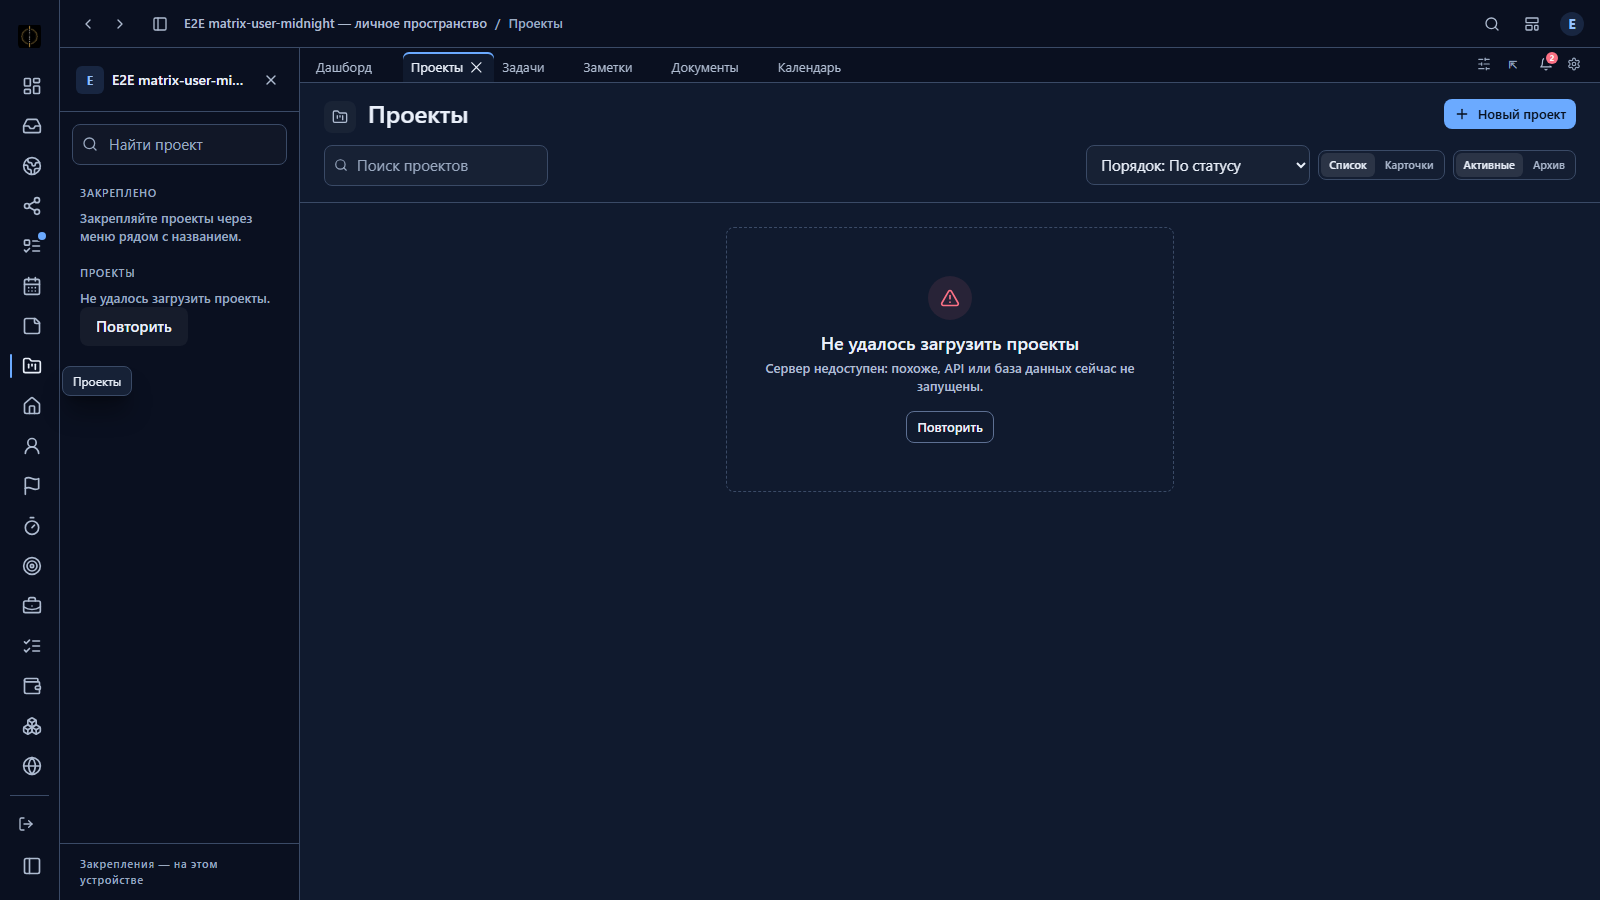 E2E matrix-user-midnight — личное пространство / Проекты
E
E
E2E matrix-user-mi...
Найти проект
ЗАКРЕПЛЕНО
Закрепляйте проекты через
меню рядом с названием.
ПРОЕКТЫ
Не удалось загрузить проекты.
Повторить
Проекты
Закрепления — на этом
устройстве
Дашборд
Проекты
Задачи
Заметки
Документы
Календарь
2
Проекты
Новый проект
Поиск проектов
Порядок: По статусу
Список
Карточки
Активные
Архив
Не удалось загрузить проекты
Сервер недоступен: похоже, API или база данных сейчас не
запущены.
Повторить